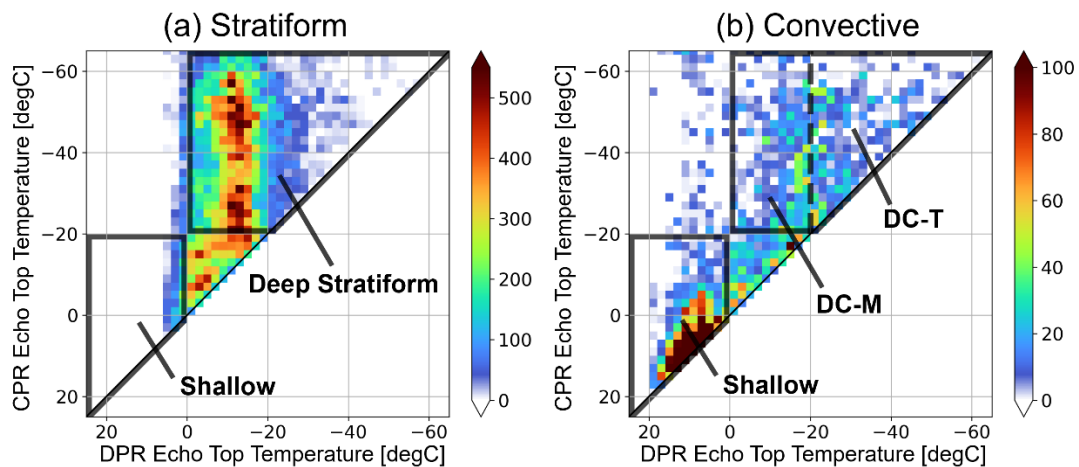 (a) Stratiform
(b) Convective
CPR Echo Top Temperature [degC]
−60
−40
−20
0
20
Deep Stratiform
Shallow
20
0
−20
−40
−60
DPR Echo Top Temperature [degC]
500
400
300
200
100
0
CPR Echo Top Temperature [degC]
−60
−40
−20
0
20
DC-T
DC-M
Shallow
20
0
−20
−40
−60
DPR Echo Top Temperature [degC]
100
80
60
40
20
0